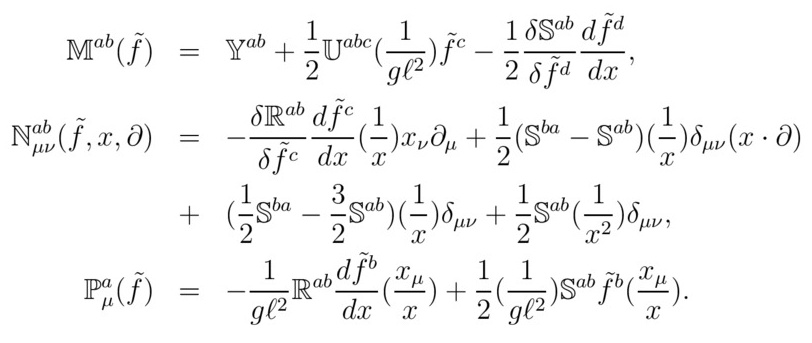 $\mathbb{M}^{ab}(\tilde{f}) = \mathbb{Y}^{ab} + \frac{1}{2}\mathbb{U}^{abc}(\frac{1}{g\ell^2})\tilde{f}^c - \frac{1}{2}\frac{\delta\mathbb{S}^{ab}}{\delta\tilde{f}^d}\frac{d\tilde{f}^d}{dx},$
$\mathbb{N}^{ab}_{\mu\nu}(\tilde{f}, x, \partial) = -\frac{\delta\mathbb{R}^{ab}}{\delta\tilde{f}^c}\frac{d\tilde{f}^c}{dx}(\frac{1}{x})x_\nu\partial_\mu + \frac{1}{2}(\mathbb{S}^{ba} - \mathbb{S}^{ab})(\frac{1}{x})\delta_{\mu\nu}(x \cdot \partial)$
$+ (\frac{1}{2}\mathbb{S}^{ba} - \frac{3}{2}\mathbb{S}^{ab})(\frac{1}{x})\delta_{\mu\nu} + \frac{1}{2}\mathbb{S}^{ab}(\frac{1}{x^2})\delta_{\mu\nu},$
$\mathbb{P}^a_\mu(\tilde{f}) = -\frac{1}{g\ell^2}\mathbb{R}^{ab}\frac{d\tilde{f}^b}{dx}(\frac{x_\mu}{x}) + \frac{1}{2}(\frac{1}{g\ell^2})\mathbb{S}^{ab}\tilde{f}^b(\frac{x_\mu}{x}).$